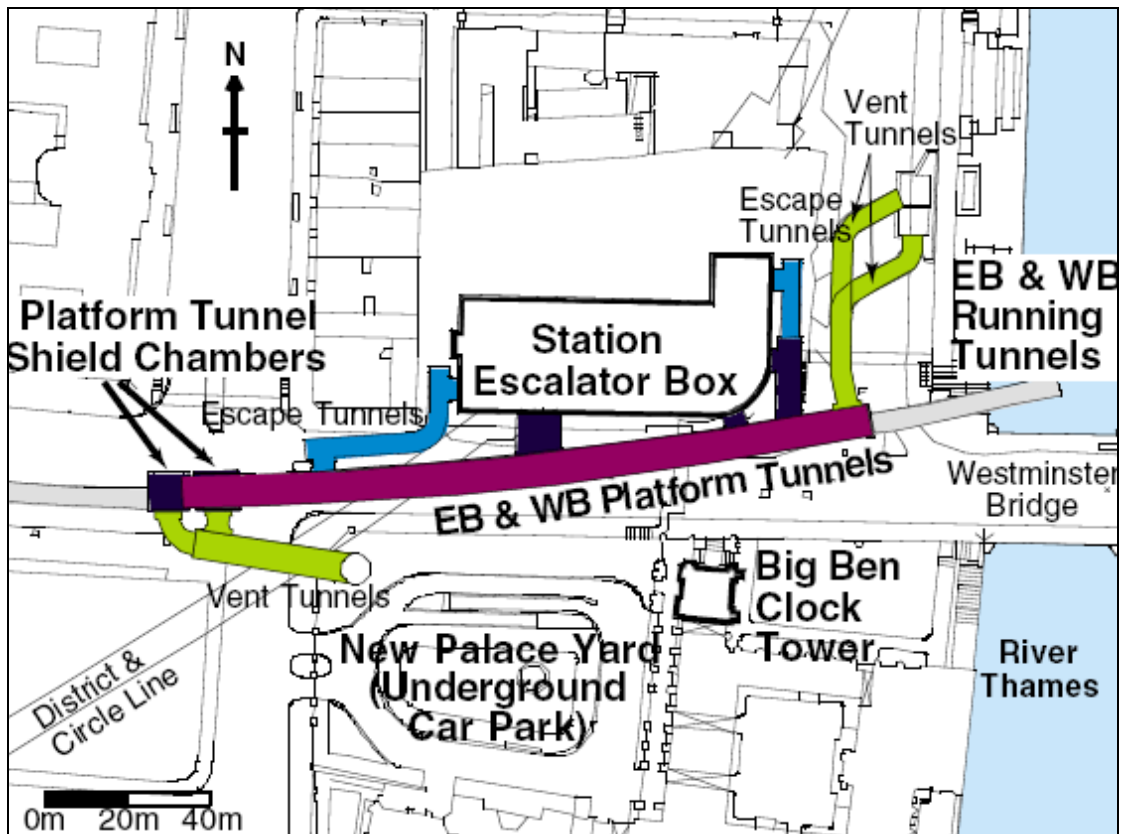 N
Vent
Tunnels
Escape
Tunnels
EB & WB
Running
Tunnels
Platform Tunnel
Shield Chambers
Station
Escalator Box
Escape Tunnels
EB & WB Platform Tunnels
Westminster
Bridge
Big Ben
Clock
Tower
Vent Tunnels
New Palace Yard
(Underground
Car Park)
River
Thames
District &
Circle Line
0m 20m 40m